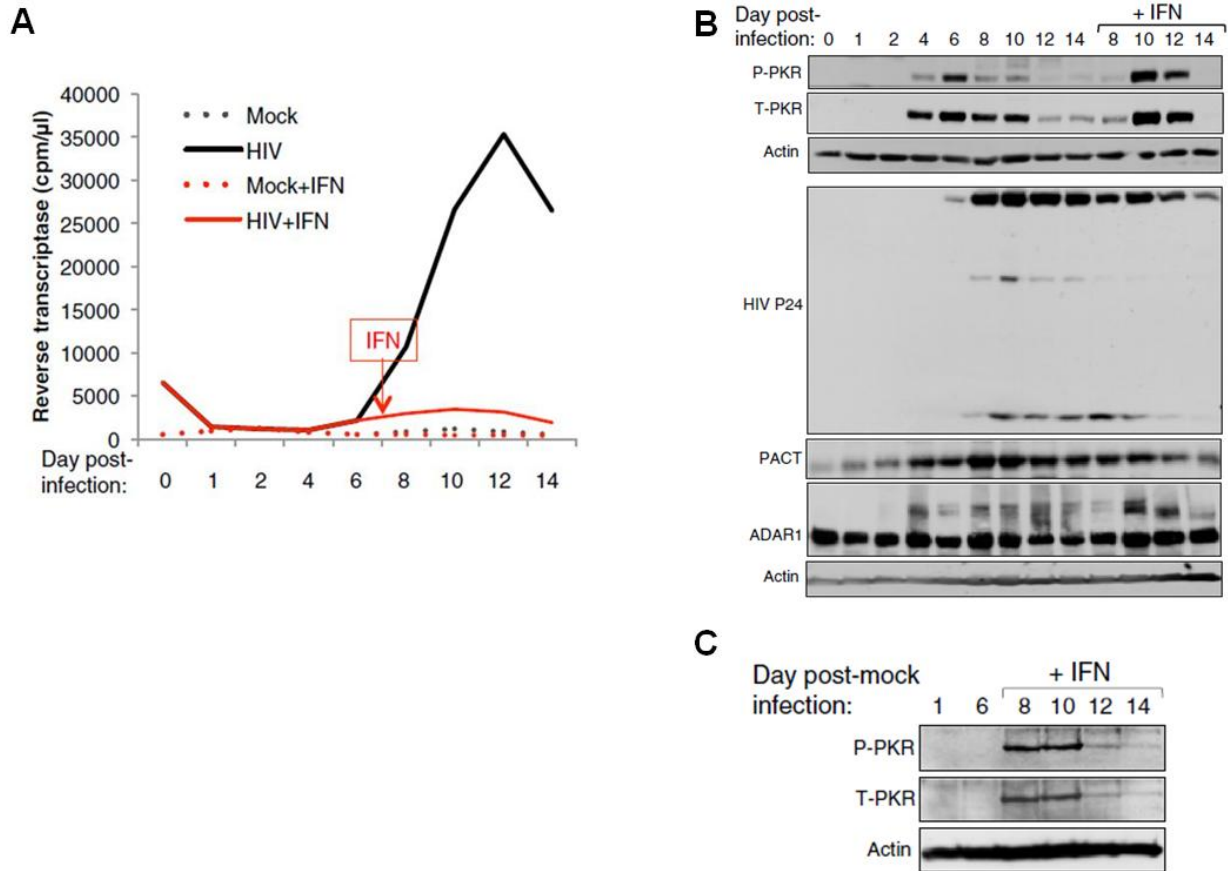 A
40000
35000
30000
25000
20000
15000
10000
5000
0
Reverse transcriptase (cpm/µl)
Mock
HIV
Mock+IFN
HIV+IFN
IFN
Day post-
infection: 0 1 2 4 6 8 10 12 14
B
Day post- + IFN
infection: 0 1 2 4 6 8 10 12 14 8 10 12 14
P-PKR
T-PKR
Actin
HIV P24
PACT
ADAR1
Actin
C
Day post-mock + IFN
infection: 1 6 8 10 12 14
P-PKR
T-PKR
Actin